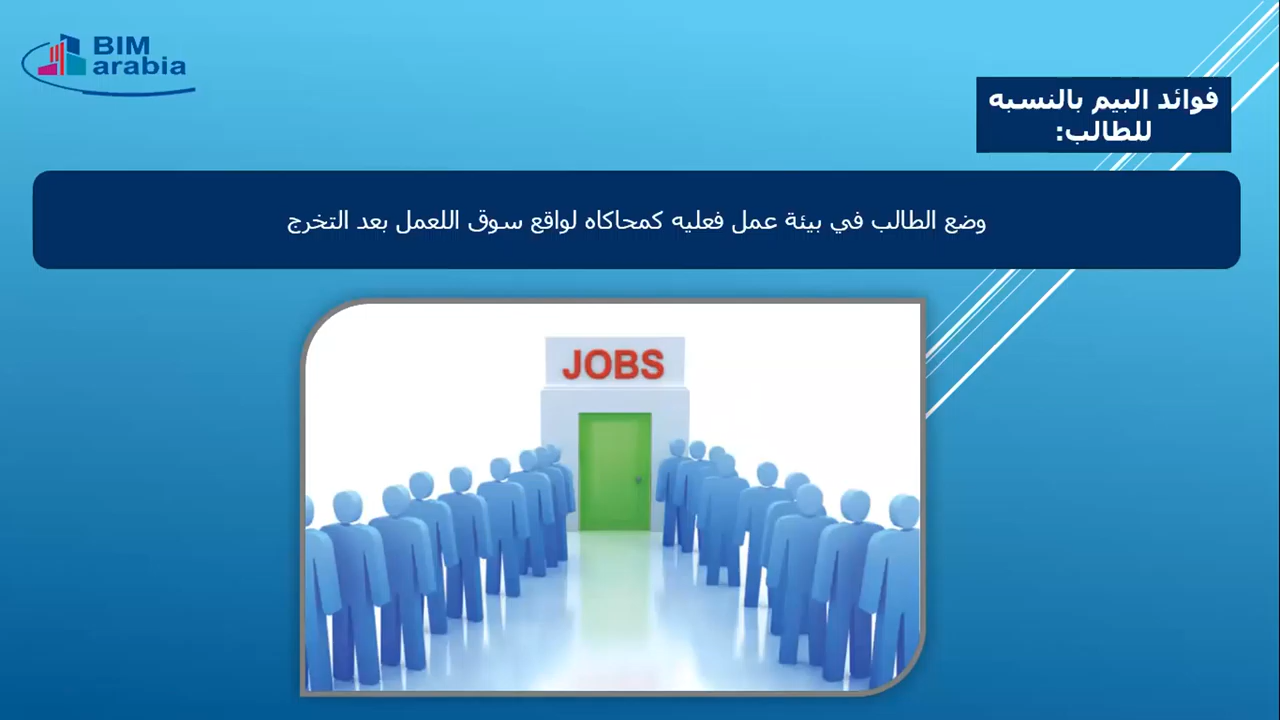 BIM
arabia
فوائد البيم بالنسبه
للطالب:
وضع الطالب في بيئة عمل فعليه كمحاكاه لواقع سوق اللعمل بعد التخرج
JOBS